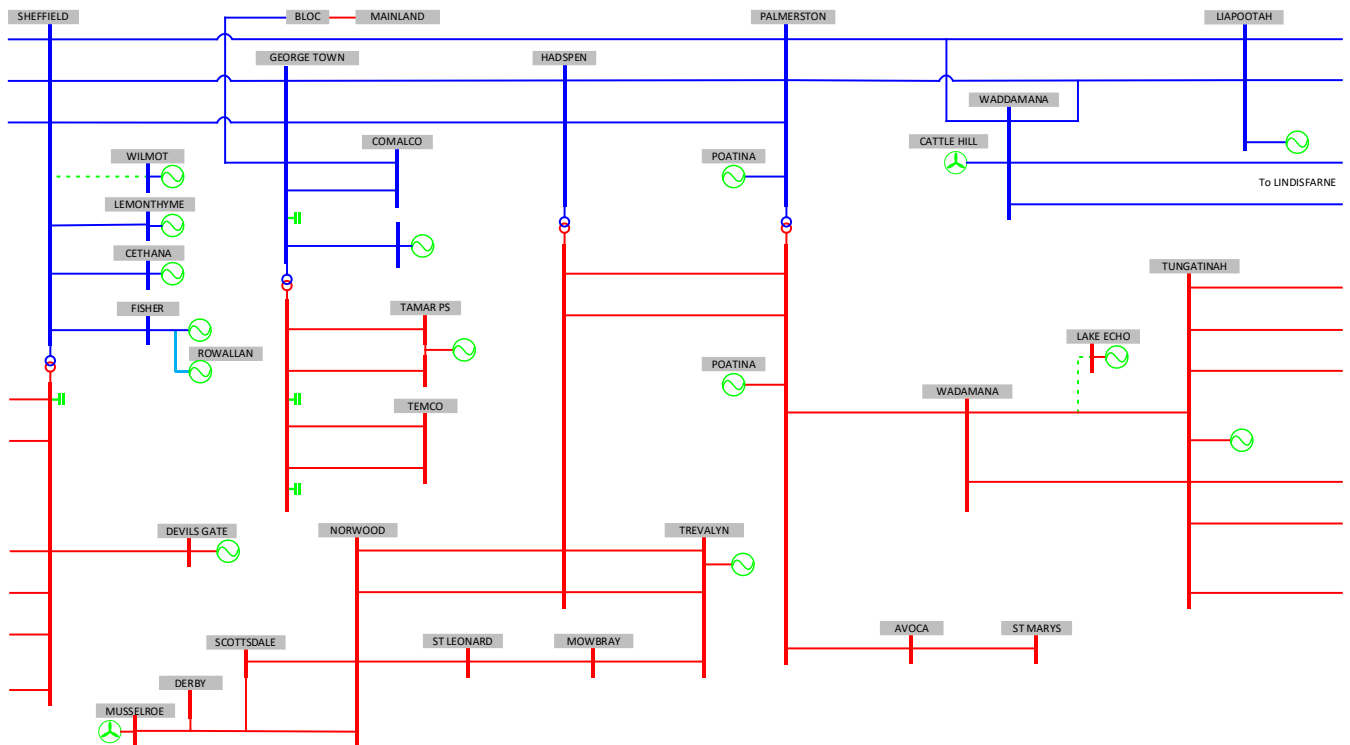 SHEFFIELD
BLOC
MAINLAND
PALMERSTON
LIAPOOTAH
GEORGE TOWN
HADSPEN
WADDAMANA
COMALCO
CATTLE HILL
WILMOT
POATINA
To LINDISFARNE
LEMONTHYME
CETHANA
TUNGATINAH
FISHER
TAMAR PS
LAKE ECHO
ROWALLAN
POATINA
WADAMANA
TEMCO
DEVILS GATE
NORWOOD
TREVALYN
SCOTTSDALE
ST LEONARD
MOWBRAY
AVOCA
ST MARYS
DERBY
MUSSELROE